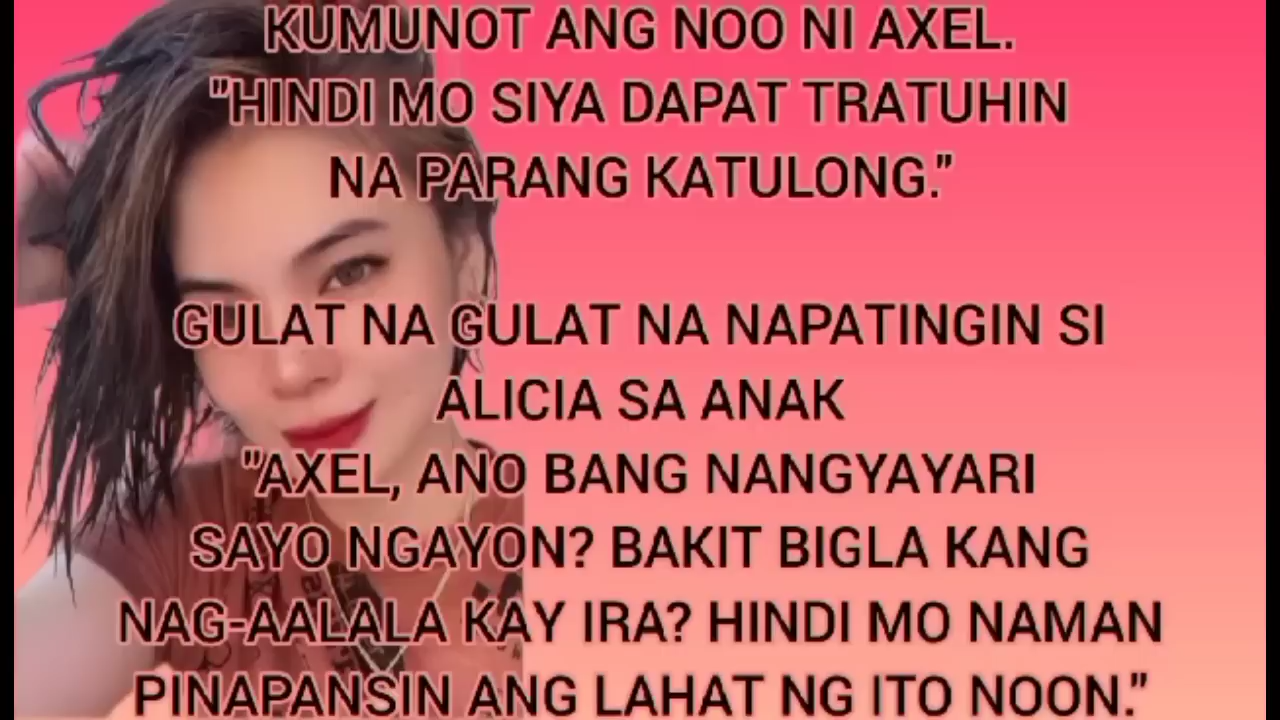 KUMUNOT ANG NOO NI AXEL.
"HINDI MO SIYA DAPAT TRATUHIN
NA PARANG KATULONG."
GULAT NA GULAT NA NAPATINGIN SI
ALICIA SA ANAK
"AXEL, ANO BANG NANGYAYARI
SAYO NGAYON? BAKIT BIGLA KANG
NAG-AALALA KAY IRA? HINDI MO NAMAN
PINAPANSIN ANG LAHAT NG ITO NOON."